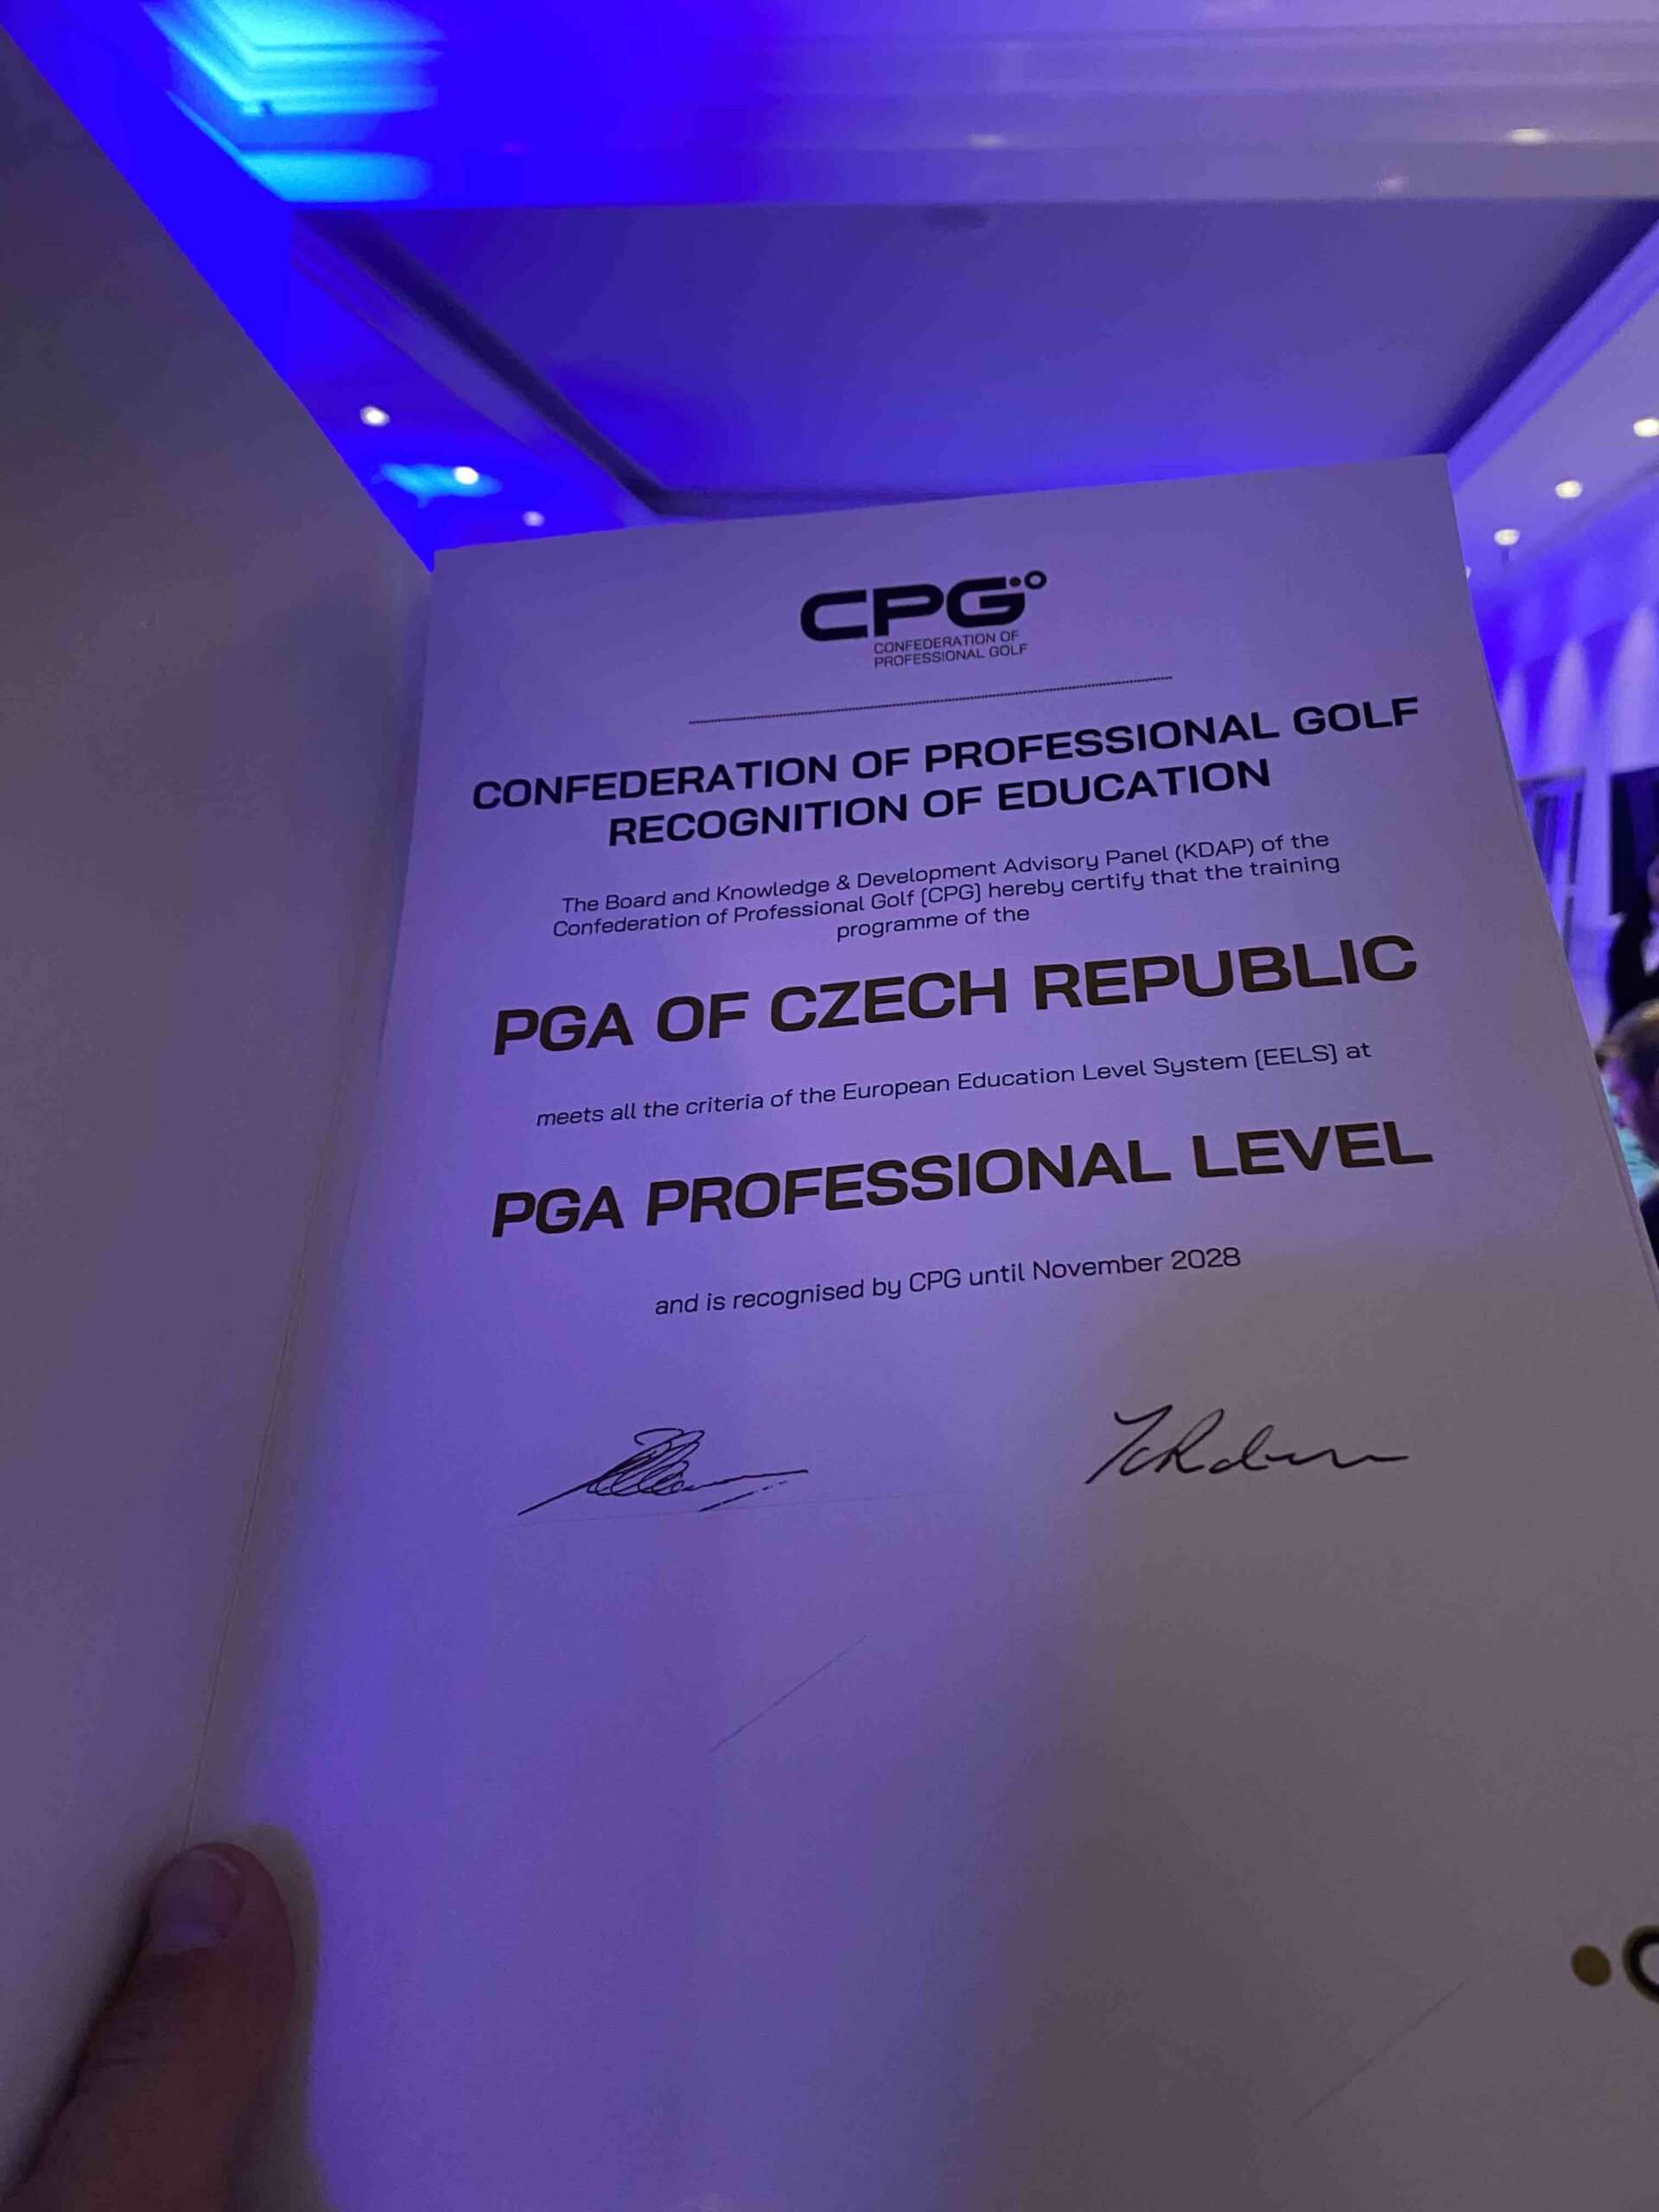 CPG
CONFEDERATION OF
PROFESSIONAL GOLF
CONFEDERATION OF PROFESSIONAL GOLF
RECOGNITION OF EDUCATION
The Board and Knowledge & Development Advisory Panel (KDAP) of the
Confederation of Professional Golf (CPG) hereby certify that the training
programme of the
PGA OF CZECH REPUBLIC
meets all the criteria of the European Education Level System (EELS) at
PGA PROFESSIONAL LEVEL
and is recognised by CPG until November 2028